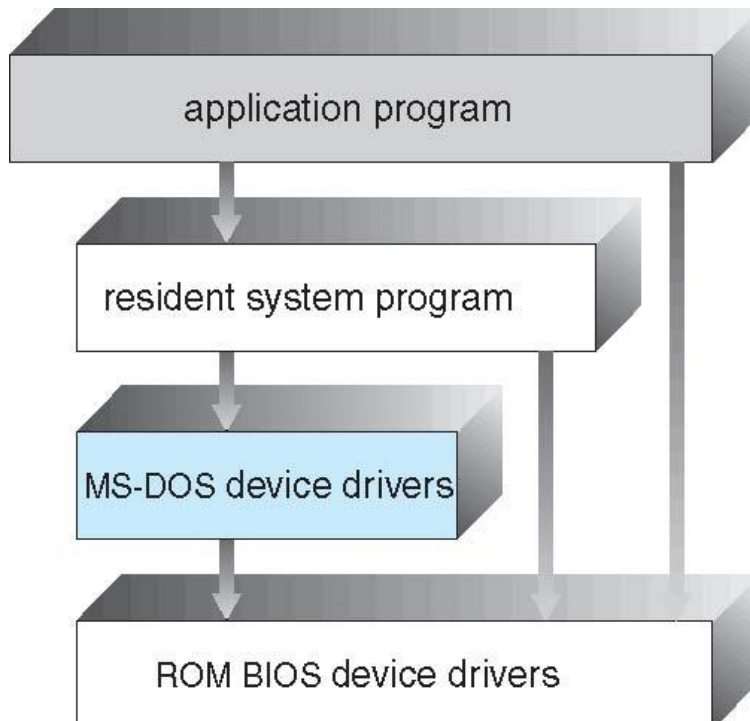 application program
resident system program
MS-DOS device drivers
ROM BIOS device drivers